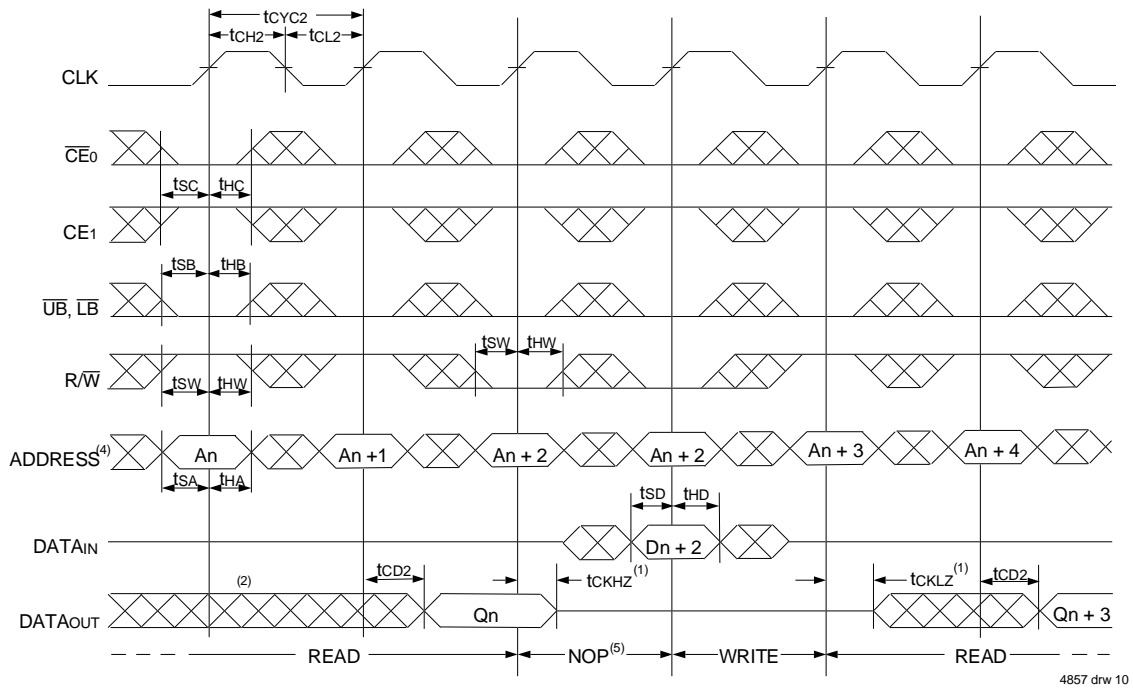 tCYC2
tCH2 tCL2
CLK
CE0
tSC tHC
CE1
tSB tHB
UB, LB
tSW tHW
R/W
tSW tHW
ADDRESS(4) An An +1 An + 2 An + 2 An + 3 An + 4
tSA tHA
tSD tHD
DATAIN Dn + 2
tCD2 tCKHZ(1) tCKLZ(1) tCD2
(2)
DATAOUT Qn Qn + 3
READ NOP(5) WRITE READ
4857 drw 10